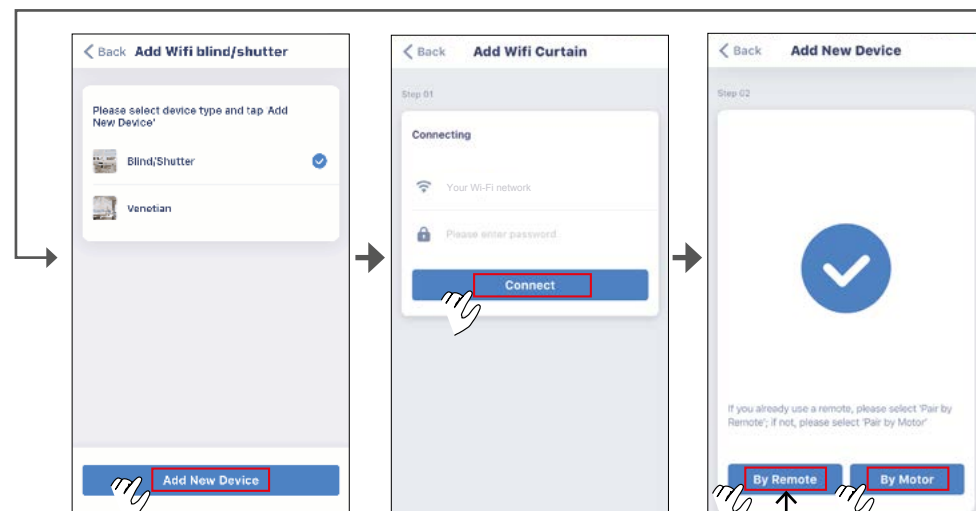 Back Add Wifi blind/shutter
Please select device type and tap 'Add
New Device'
Blind/Shutter
Venetian
Add New Device
Back Add Wifi Curtain
Step 01
Connecting
Your Wi-Fi network
Please enter password
Connect
Back Add New Device
Step 02
If you already use a remote, please select 'Pair by
Remote'; if not, please select 'Pair by Motor'
By Remote By Motor